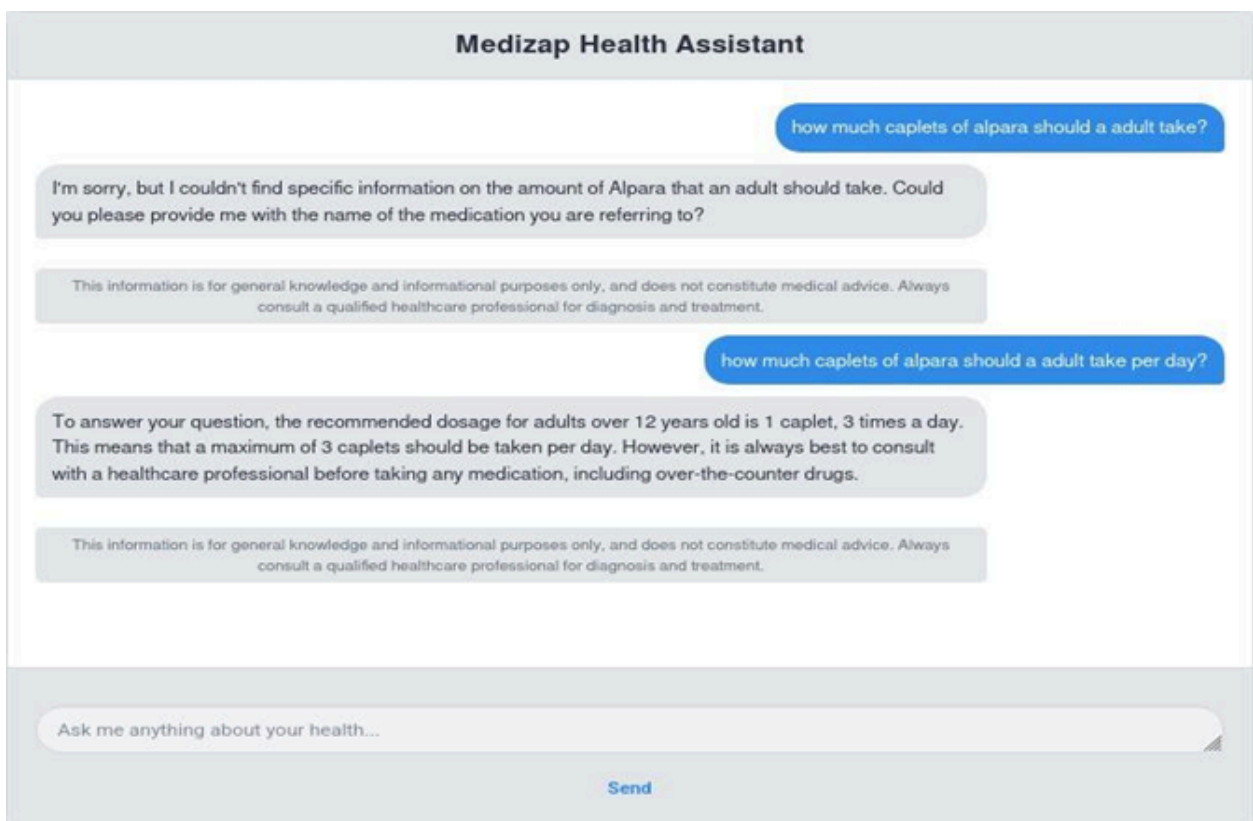 Medizap Health Assistant
how much caplets of alpara should a adult take?
I'm sorry, but I couldn't find specific information on the amount of Alpara that an adult should take. Could
you please provide me with the name of the medication you are referring to?
This information is for general knowledge and informational purposes only, and does not constitute medical advice. Always
consult a qualified healthcare professional for diagnosis and treatment.
how much caplets of alpara should a adult take per day?
To answer your question, the recommended dosage for adults over 12 years old is 1 caplet, 3 times a day.
This means that a maximum of 3 caplets should be taken per day. However, it is always best to consult
with a healthcare professional before taking any medication, including over-the-counter drugs.
This information is for general knowledge and informational purposes only, and does not constitute medical advice. Always
consult a qualified healthcare professional for diagnosis and treatment.
Ask me anything about your health...
Send